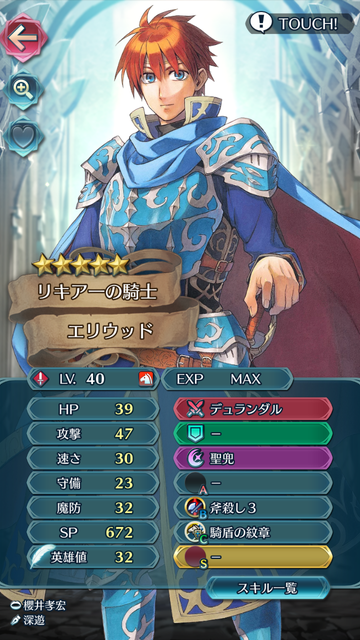 TOUCH!
リキアーの騎士
エリウッド
LV. 40 EXP MAX
HP 39 デュランダル
攻撃 47 −
速さ 30 聖兜
守備 23 − A
魔防 32 斧殺し3 B
SP 672 騎盾の紋章 C
英雄値 32 − S
スキル一覧
櫻井孝宏
深遊